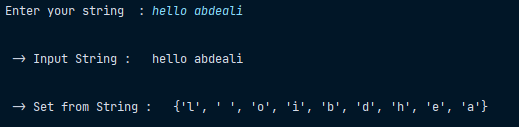 Enter your string  : hello abdeali
-> Input String :   hello abdeali
-> Set from String :   {'l', ' ', 'o', 'i', 'b', 'd', 'h', 'e', 'a'}